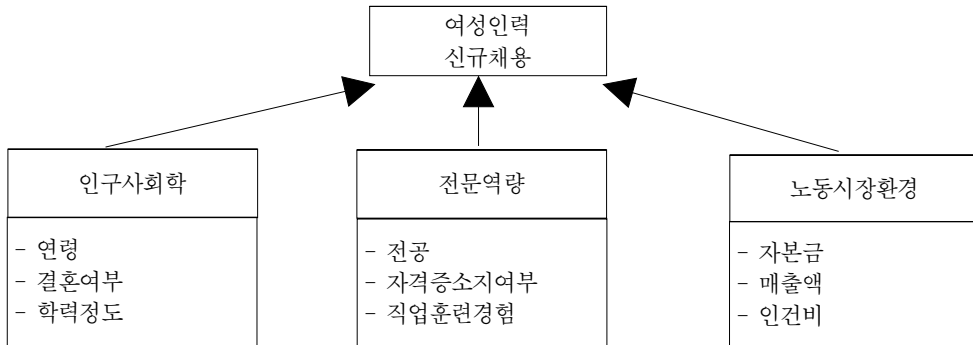 여성인력
신규채용
인구사회학
- 연령
- 결혼여부
- 학력정도
전문역량
- 전공
- 자격증소지여부
- 직업훈련경험
노동시장환경
- 자본금
- 매출액
- 인건비